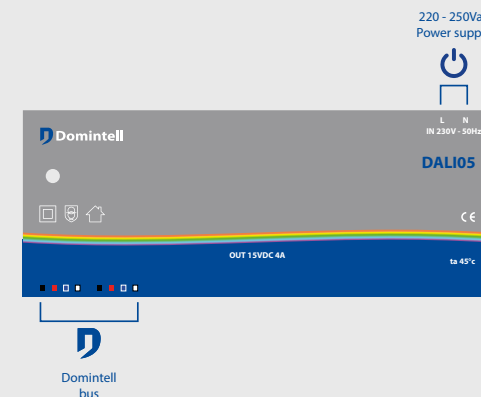 220 - 250Va
Power supp
L N
IN 230V - 50Hz
Domintell
DALI05
CE
OUT 15VDC 4A
ta 45°c
Domintell
bus